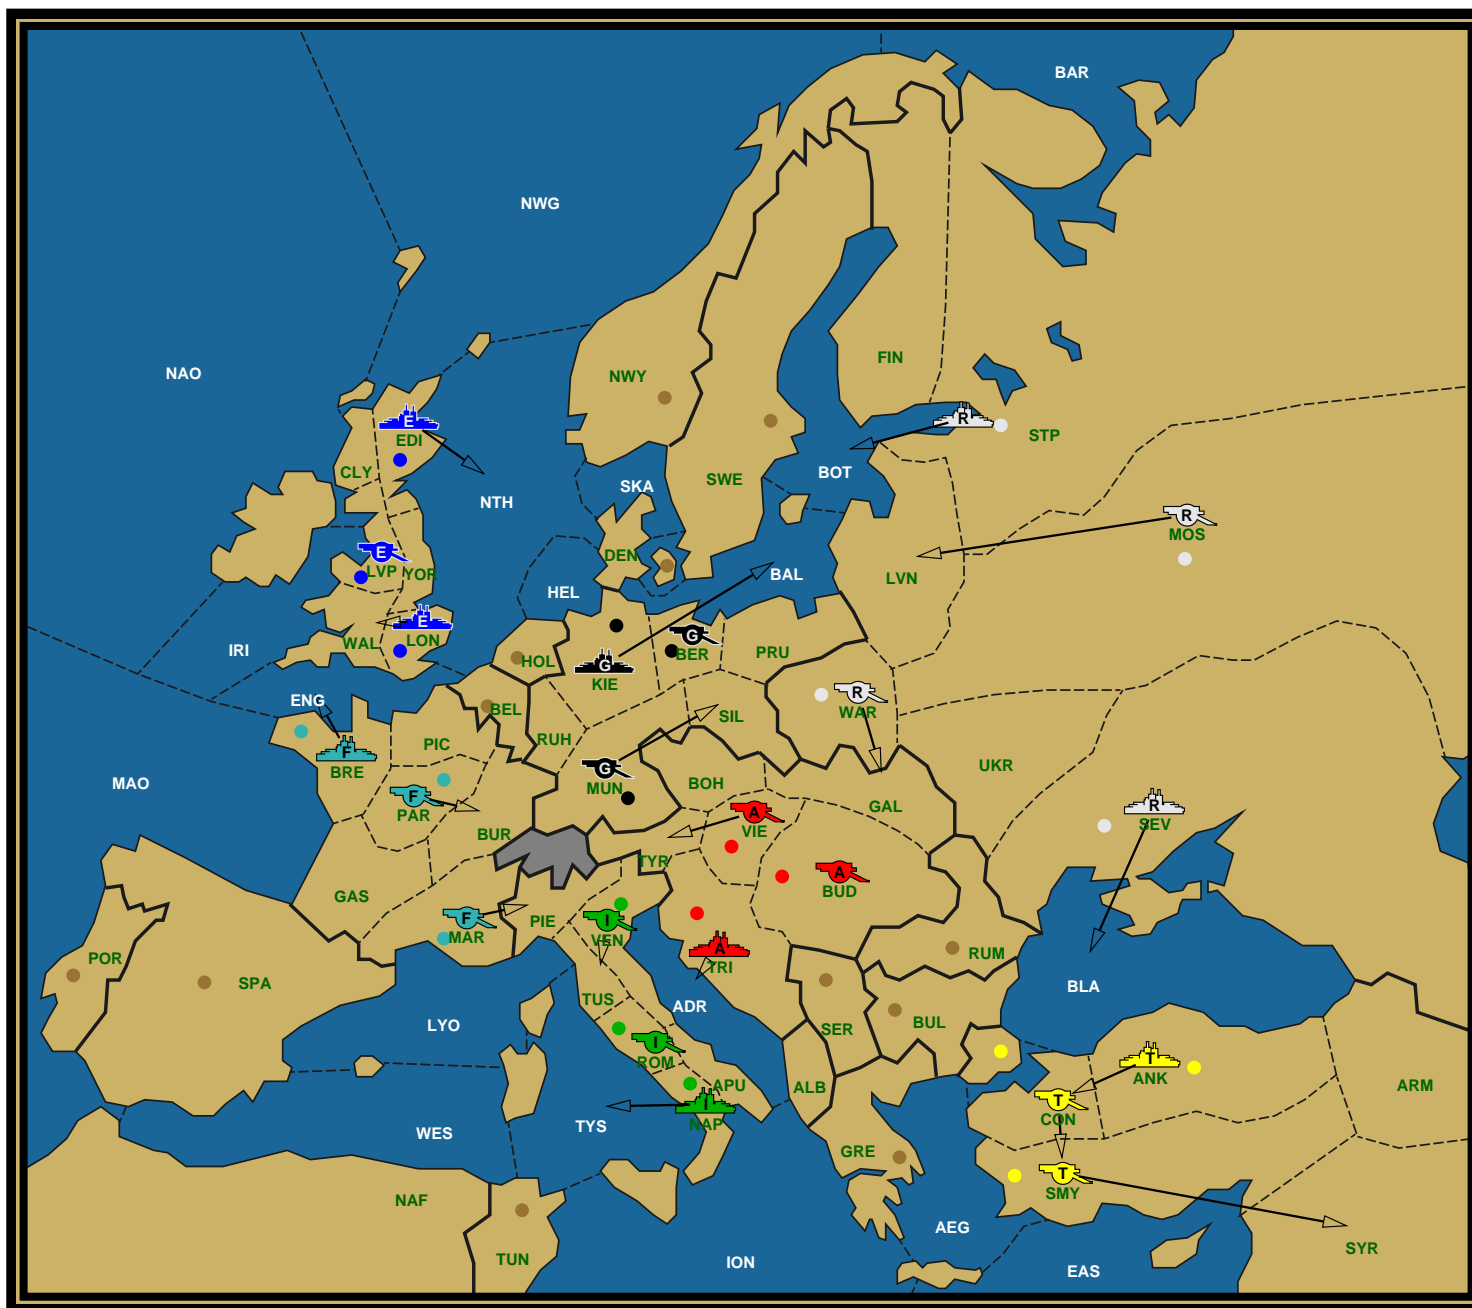 BAR
NWG
NAO
FIN
NWY
E
EDI
R
STP
CLY
SWE
BOT
SKA
NTH
R
MOS
E
LVP
YOR
DEN
LVN
HEL
BAL
E
LON
WAL
IRI
G
BER
PRU
HOL
G
KIE
R
WAR
ENG
BEL
SIL
PIC
RUH
F
BRE
UKR
G
MUN
BOH
MAO
F
PAR
GAL
R
SEV
A
VIE
BUR
TYR
A
BUD
GAS
F
MAR
PIE
I
VEN
A
TRI
RUM
POR
SPA
BLA
TUS
ADR
LYO
SER
BUL
I
ROM
T
ANK
APU
ALB
ARM
T
CON
I
NAP
WES
TYS
GRE
T
SMY
NAF
AEG
SYR
TUN
ION
EAS